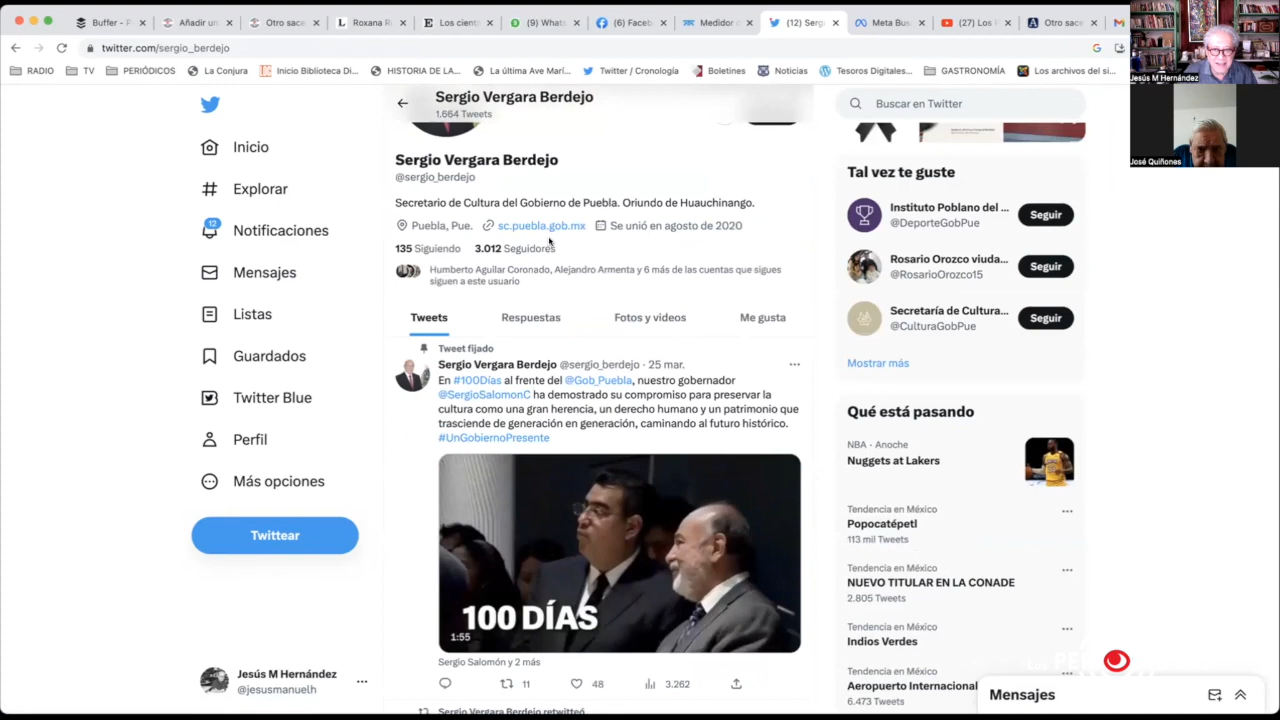 Buffer - P
Añadir un
Otro sace
Roxana R
Los cient
(9) Whats
(6) Faceb
Medidor
(12) Serg
Meta Bus
(27) Los
Otro sace
twitter.com/sergio_berdejo
RADIO
TV
PERIÓDICOS
La Conjura
Inicio Biblioteca Di...
HISTORIA DE LA...
La última Ave Marí...
Twitter / Cronología
Boletines
Noticias
Tesoros Digitales...
GASTRONOMÍA
Los archivos del si...
Jesús M Hernández
José Quiñones
Inicio
Explorar
12
Notificaciones
Mensajes
Listas
Guardados
Twitter Blue
Perfil
Más opciones
Twittear
Jesús M Hernández
@jesusmanuelh
Sergio Vergara Berdejo
1.664 Tweets
Sergio Vergara Berdejo
@sergio_berdejo
Secretario de Cultura del Gobierno de Puebla. Oriundo de Huauchinango.
Puebla, Pue. sc.puebla.gob.mx Se unió en agosto de 2020
135 Siguiendo 3.012 Seguidores
Humberto Aguilar Coronado, Alejandro Armenta y 6 más de las cuentas que sigues
siguen a este usuario
Tweets Respuestas Fotos y videos Me gusta
Tweet fijado
Sergio Vergara Berdejo @sergio_berdejo · 25 mar.
En #100Días al frente del @Gob_Puebla, nuestro gobernador
@SergioSalomonC ha demostrado su compromiso para preservar la
cultura como una gran herencia, un derecho humano y un patrimonio que
trasciende de generación en generación, caminando al futuro histórico.
#UnGobiernoPresente
100 DÍAS
1:55
Sergio Salomón y 2 más
11 48 3.262
Sergio Vergara Berdejo retwitteó
Buscar en Twitter
Tal vez te guste
Instituto Poblano del ...
@DeporteGobPue
Seguir
Rosario Orozco viuda...
@RosarioOrozco15
Seguir
Secretaría de Cultura...
@CulturaGobPue
Seguir
Mostrar más
Qué está pasando
NBA · Anoche
Nuggets at Lakers
Tendencia en México
Popocatépetl
113 mil Tweets
Tendencia en México
NUEVO TITULAR EN LA CONADE
2.805 Tweets
Tendencia en México
Indios Verdes
Tendencia en México
Aeropuerto Internacional
6.473 Tweets
Mensajes